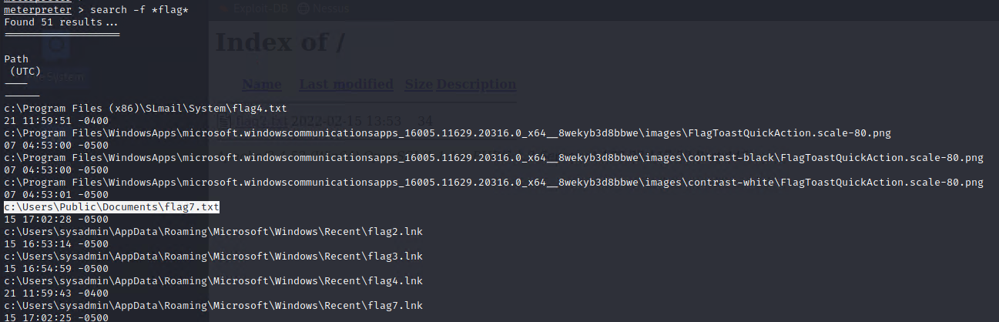 meterpreter >
meterpreter > search -f *flag*
Exploit-DB Nessus
Found 51 results...
==================
Index of /
Path
(UTC)
System
Name Last modified Size Description
----
------
c:\Program Files (x86)\SLmail\System\flag4.txt
21 11:59:51 -0400
flag2.txt 2022-02-15 13:53 34
c:\Program Files\WindowsApps\microsoft.windowscommunicationsapps_16005.11629.20316.0_x64__8wekyb3d8bbwe\images\FlagToastQuickAction.scale-80.png
07 04:53:00 -0500
c:\Program Files\WindowsApps\microsoft.windowscommunicationsapps_16005.11629.20316.0_x64__8wekyb3d8bbwe\images\contrast-black\FlagToastQuickAction.scale-80.png
07 04:53:00 -0500
c:\Program Files\WindowsApps\microsoft.windowscommunicationsapps_16005.11629.20316.0_x64__8wekyb3d8bbwe\images\contrast-white\FlagToastQuickAction.scale-80.png
07 04:53:01 -0500
c:\Users\Public\Documents\flag7.txt
15 17:02:28 -0500
c:\Users\sysadmin\AppData\Roaming\Microsoft\Windows\Recent\flag2.lnk
15 16:53:14 -0500
c:\Users\sysadmin\AppData\Roaming\Microsoft\Windows\Recent\flag3.lnk
15 16:54:59 -0500
c:\Users\sysadmin\AppData\Roaming\Microsoft\Windows\Recent\flag4.lnk
21 11:59:43 -0400
c:\Users\sysadmin\AppData\Roaming\Microsoft\Windows\Recent\flag7.lnk
15 17:02:25 -0500